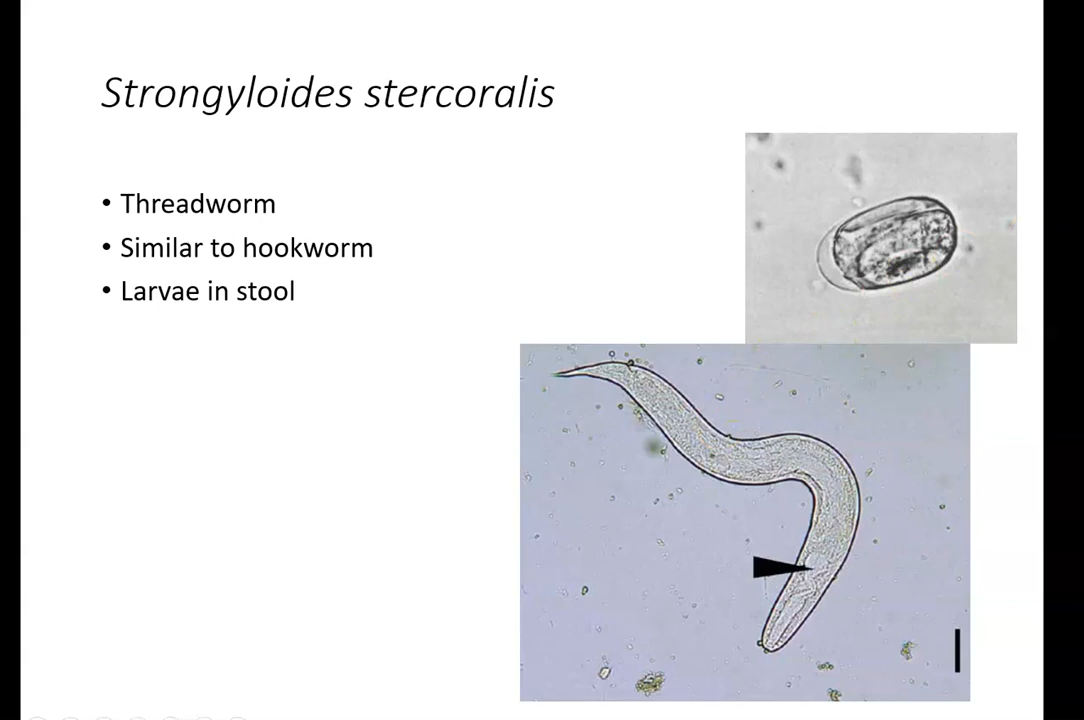 Strongyloides stercoralis
• Threadworm
• Similar to hookworm
• Larvae in stool